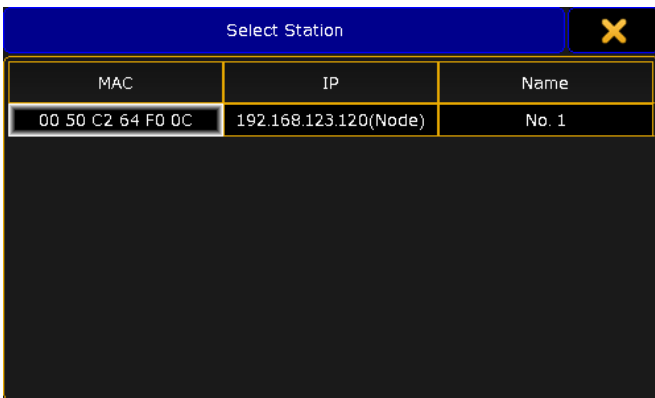 Select Station
MAC IP Name
00 50 C2 64 F0 0C 192.168.123.120(Node) No. 1